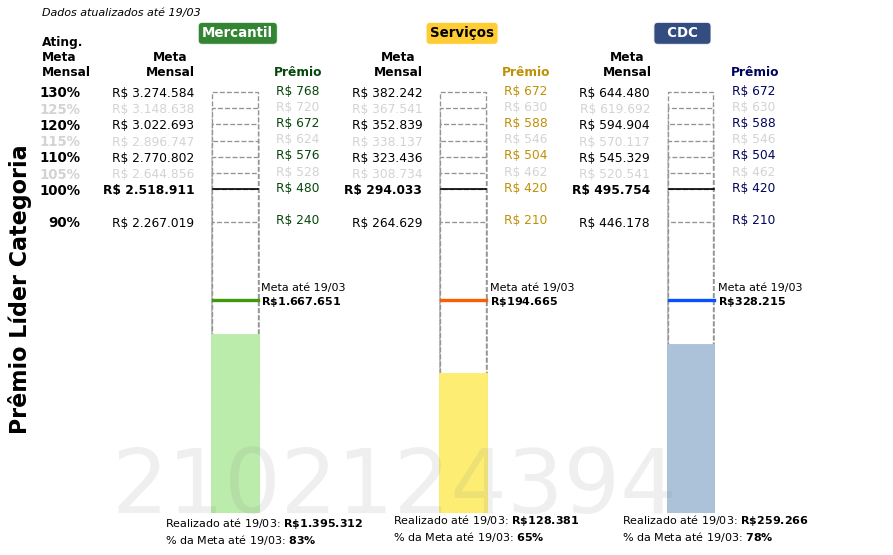 Dados atualizados até 19/03
Mercantil Serviços CDC
Ating. Meta Mensal Meta Mensal Prêmio Meta Mensal Prêmio Meta Mensal Prêmio
130% R$ 3.274.584 R$ 768 R$ 382.242 R$ 672 R$ 644.480 R$ 672
125% R$ 3.148.638 R$ 720 R$ 367.541 R$ 630 R$ 619.692 R$ 630
120% R$ 3.022.693 R$ 672 R$ 352.839 R$ 588 R$ 594.904 R$ 588
115% R$ 2.896.747 R$ 624 R$ 338.137 R$ 546 R$ 570.117 R$ 546
110% R$ 2.770.802 R$ 576 R$ 323.436 R$ 504 R$ 545.329 R$ 504
105% R$ 2.644.856 R$ 528 R$ 308.734 R$ 462 R$ 520.541 R$ 462
100% R$ 2.518.911 R$ 480 R$ 294.033 R$ 420 R$ 495.754 R$ 420
90% R$ 2.267.019 R$ 240 R$ 264.629 R$ 210 R$ 446.178 R$ 210
Prêmio Líder Categoria
Meta até 19/03 Meta até 19/03 Meta até 19/03
R$1.667.651 R$194.665 R$328.215
2102124394
Realizado até 19/03: R$1.395.312 Realizado até 19/03: R$128.381 Realizado até 19/03: R$259.266
% da Meta até 19/03: 83% % da Meta até 19/03: 65% % da Meta até 19/03: 78%